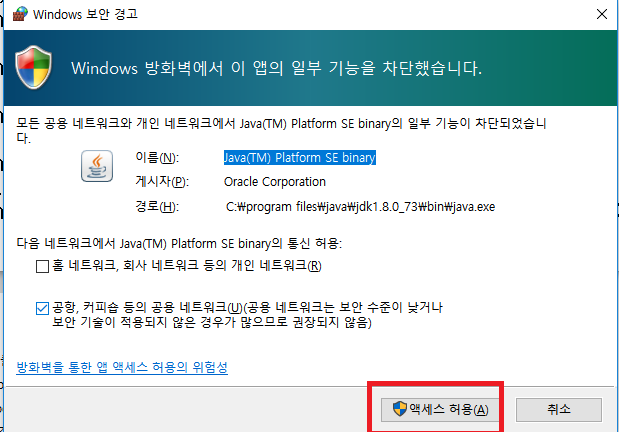 Windows 보안 경고
Windows 방화벽에서 이 앱의 일부 기능을 차단했습니다.
모든 공용 네트워크와 개인 네트워크에서 Java(TM) Platform SE binary의 일부 기능이 차단되었습니
다.
이름(N): Java(TM) Platform SE binary
게시자(P): Oracle Corporation
경로(H): C:₩program files₩java₩jdk1.8.0_73₩bin₩java.exe
다음 네트워크에서 Java(TM) Platform SE binary의 통신 허용:
홈 네트워크, 회사 네트워크 등의 개인 네트워크(R)
공항, 커피숍 등의 공용 네트워크(U)(공용 네트워크는 보안 수준이 낮거나
보안 기술이 적용되지 않은 경우가 많으므로 권장되지 않음)
방화벽을 통한 앱 액세스 허용의 위험성
액세스 허용(A) 취소